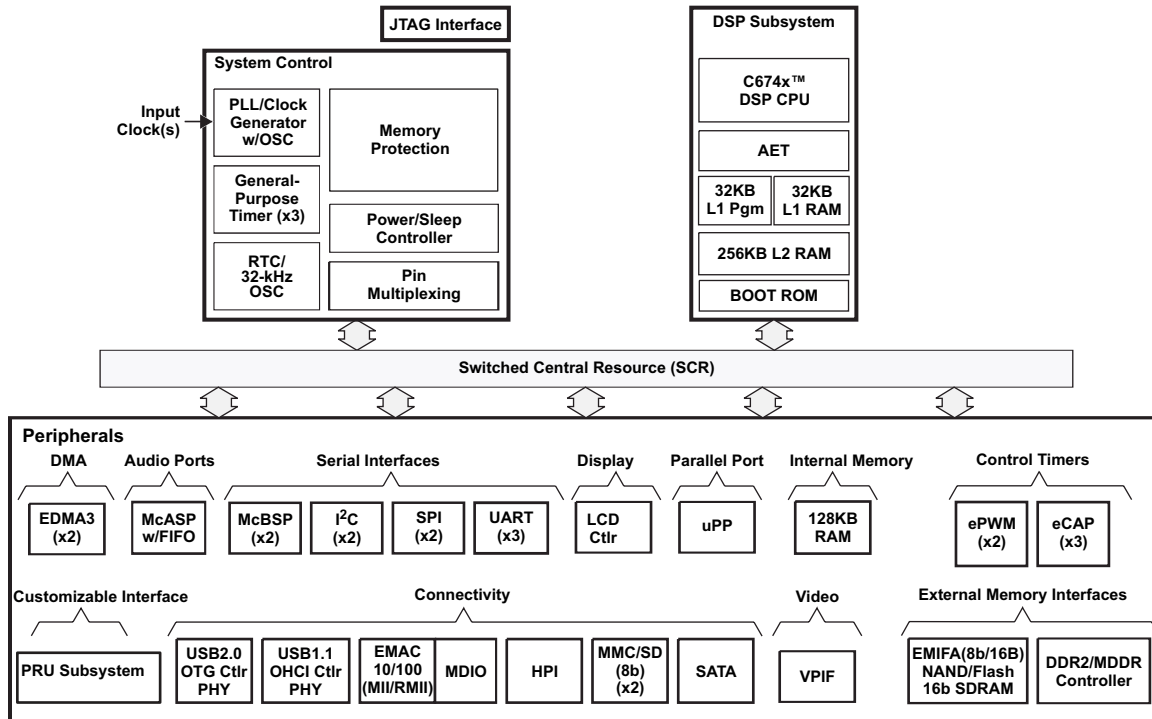 JTAG Interface
System Control
Input
Clock(s)
PLL/Clock
Generator
w/OSC
General-
Purpose
Timer (x3)
RTC/
32-kHz
OSC
Memory
Protection
Power/Sleep
Controller
Pin
Multiplexing
DSP Subsystem
C674x™
DSP CPU
AET
32KB
L1 Pgm
32KB
L1 RAM
256KB L2 RAM
BOOT ROM
Switched Central Resource (SCR)
Peripherals
DMA
EDMA3
(x2)
Audio Ports
McASP
w/FIFO
Serial Interfaces
McBSP
(x2)
I²C
(x2)
SPI
(x2)
UART
(x3)
Display
LCD
Ctlr
Parallel Port
uPP
Internal Memory
128KB
RAM
Control Timers
ePWM
(x2)
eCAP
(x3)
Customizable Interface
PRU Subsystem
Connectivity
USB2.0
OTG Ctlr
PHY
USB1.1
OHCI Ctlr
PHY
EMAC
10/100
(MII/RMII)
MDIO
HPI
MMC/SD
(8b)
(x2)
SATA
Video
VPIF
External Memory Interfaces
EMIFA(8b/16B)
NAND/Flash
16b SDRAM
DDR2/MDDR
Controller